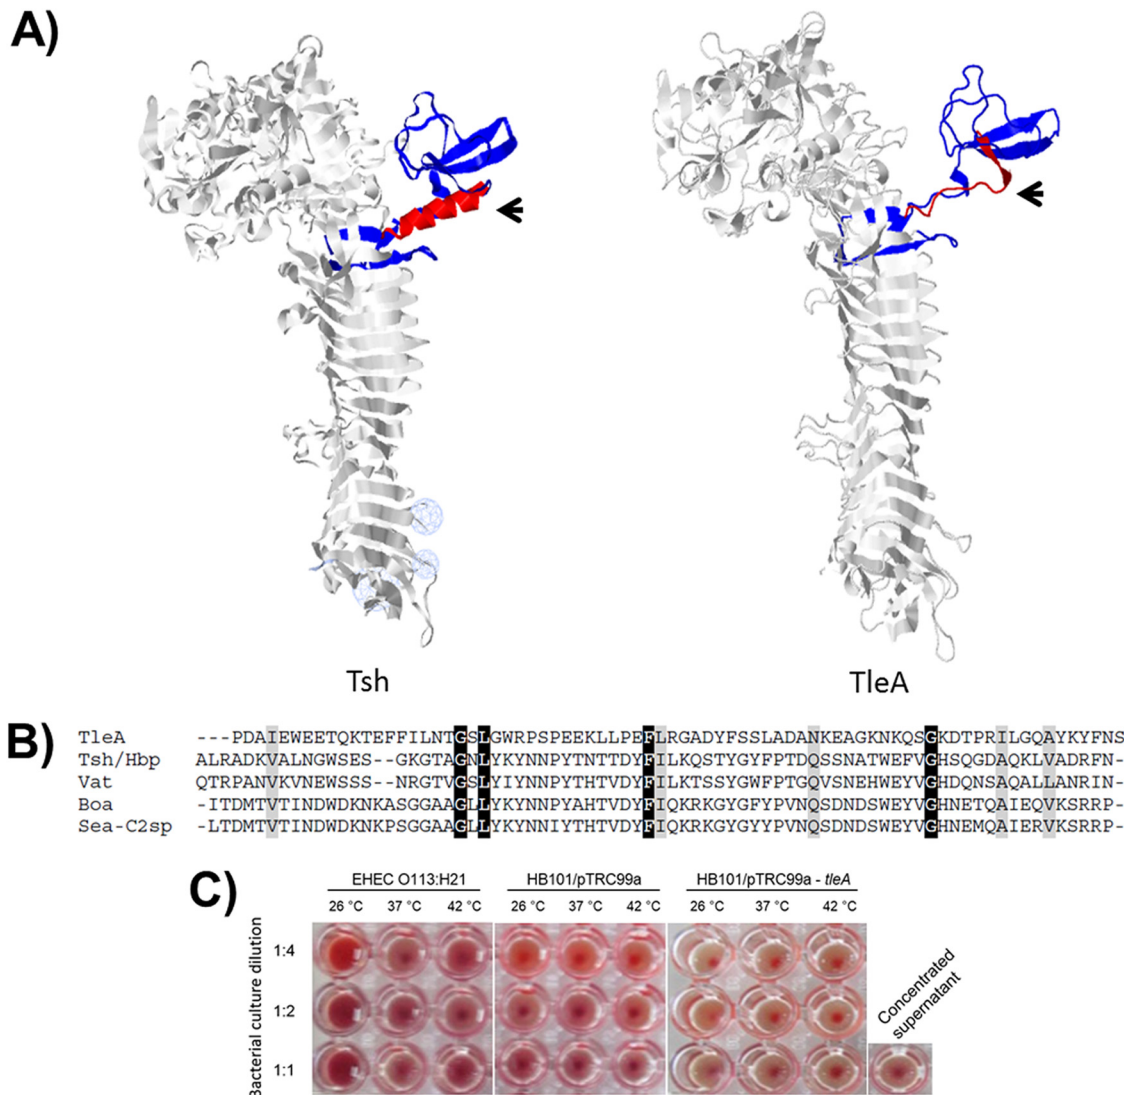 A)
Tsh TleA
B)
TleA ---PDAIEWEETQKTEFFILNTGSLGWRPSPEEKLLPEFLRGADYFSSLADANKEAGKNKQSGKDTPRILGQAYKYFNS
Tsh/Hbp ALRADKVALNGWSES--GKGTAGNLYKYNNPYTNTTDYFILKQSTYGYFPTDQSSNATWEFVGHSQGDAQKLVADRFN-
Vat QTRPANVKVNEWSSS--NRGTVGSLYIYNNPYTHTVDYFILKTSSYGWFPTGQVSNEHWEYVGHDQNSAQALLANRIN-
Boa -ITDMTVTINDWDKNKASGGAAGLLYKYNNPYAHTVDYFIQKRKGYGFYPVNQSDNDSWEYVGHNETQAIEQVKSRRP-
Sea-C2sp -LTDMTVTINDWDKNKPSGGAAGLLYKYNNIYTHTVDYFIQKRKGYGYYPVNQSDNDSWEYVGHNEMQAIERVKSRRP-
C)
EHEC O113:H21 HB101/pTRC99a HB101/pTRC99a - tleA
26 °C 37 °C 42 °C 26 °C 37 °C 42 °C 26 °C 37 °C 42 °C
Bacterial culture dilution
1:4
1:2
1:1
Concentrated
supernatant